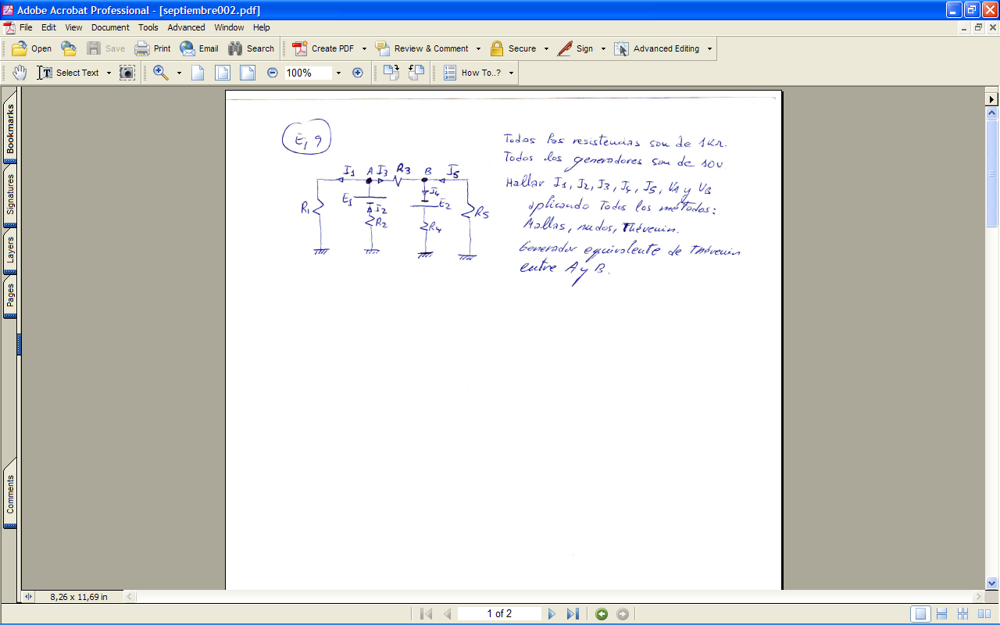 Adobe Acrobat Professional - [septiembre002.pdf]
File Edit View Document Tools Advanced Window Help
Open Save Print Email Search Create PDF Review & Comment Secure Sign Advanced Editing
Select Text 100% How To..?
Bookmarks
Signatures
Layers
Pages
Comments
Ej 9
Todas las resistencias son de 1KΩ.
Todos los generadores son de 10V
Hallar I1, I2, I3, I4, I5, VA y VB
aplicando Todos los métodos:
Mallas, nudos, Thévenin.
Generador equivalente de Thévenin
entre A y B.
I1 A I3 R3 B I5
E1 I4
R1 I2 E2 R5
R2 R4
8,26 x 11,69 in
1 of 2